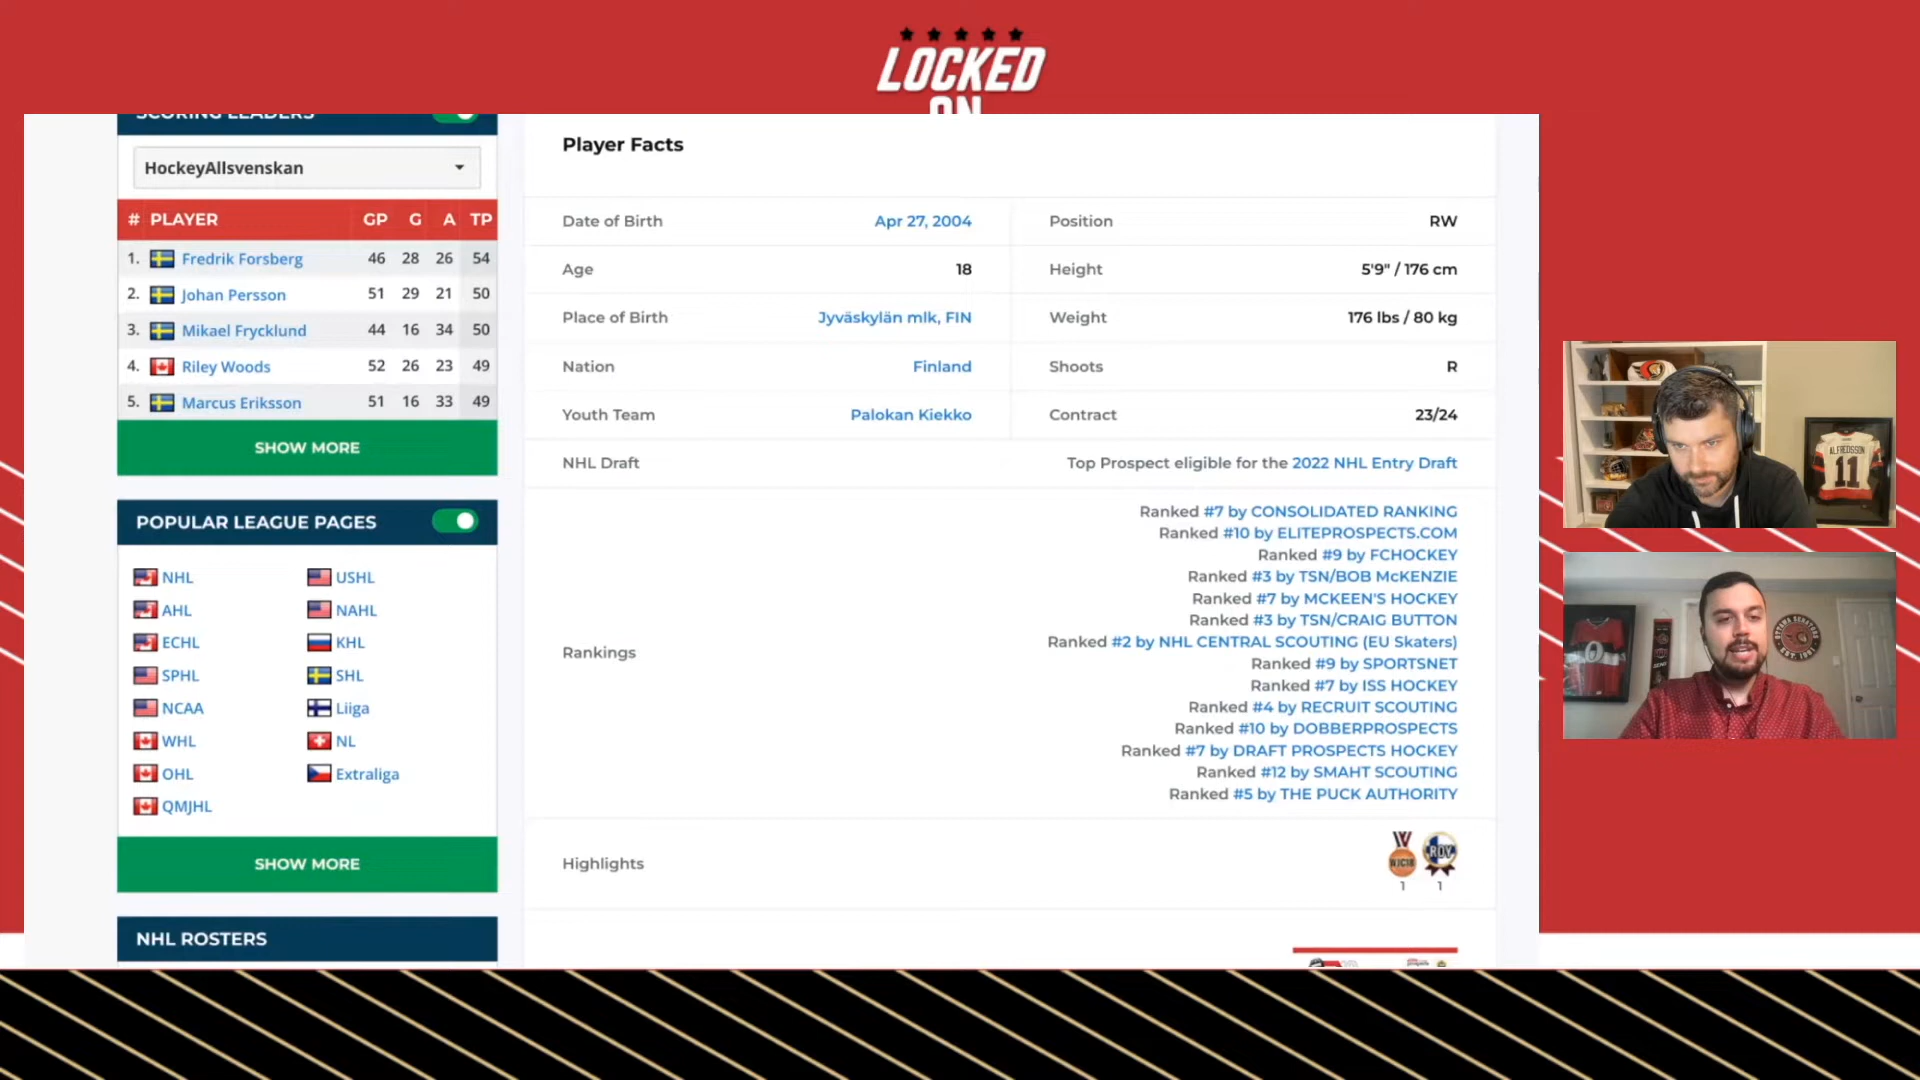 LOCKED
ON
SCORING LEADERS
HockeyAllsvenskan
# PLAYER GP G A TP
1. Fredrik Forsberg 46 28 26 54
2. Johan Persson 51 29 21 50
3. Mikael Frycklund 44 16 34 50
4. Riley Woods 52 26 23 49
5. Marcus Eriksson 51 16 33 49
SHOW MORE
POPULAR LEAGUE PAGES
NHL USHL
AHL NAHL
ECHL KHL
SPHL SHL
NCAA Liiga
WHL NL
OHL Extraliga
QMJHL
SHOW MORE
NHL ROSTERS
Player Facts
Date of Birth Apr 27, 2004 Position RW
Age 18 Height 5'9" / 176 cm
Place of Birth Jyväskylän mlk, FIN Weight 176 lbs / 80 kg
Nation Finland Shoots R
Youth Team Palokan Kiekko Contract 23/24
NHL Draft Top Prospect eligible for the 2022 NHL Entry Draft
Rankings
Ranked #7 by CONSOLIDATED RANKING
Ranked #10 by ELITEPROSPECTS.COM
Ranked #9 by FCHOCKEY
Ranked #3 by TSN/BOB McKENZIE
Ranked #7 by MCKEEN'S HOCKEY
Ranked #3 by TSN/CRAIG BUTTON
Ranked #2 by NHL CENTRAL SCOUTING (EU Skaters)
Ranked #9 by SPORTSNET
Ranked #7 by ISS HOCKEY
Ranked #4 by RECRUIT SCOUTING
Ranked #10 by DOBBERPROSPECTS
Ranked #7 by DRAFT PROSPECTS HOCKEY
Ranked #12 by SMAHT SCOUTING
Ranked #5 by THE PUCK AUTHORITY
Highlights
WJC18 ROY
1 1
ALFREDSSON
11
OTTAWA SENATORS